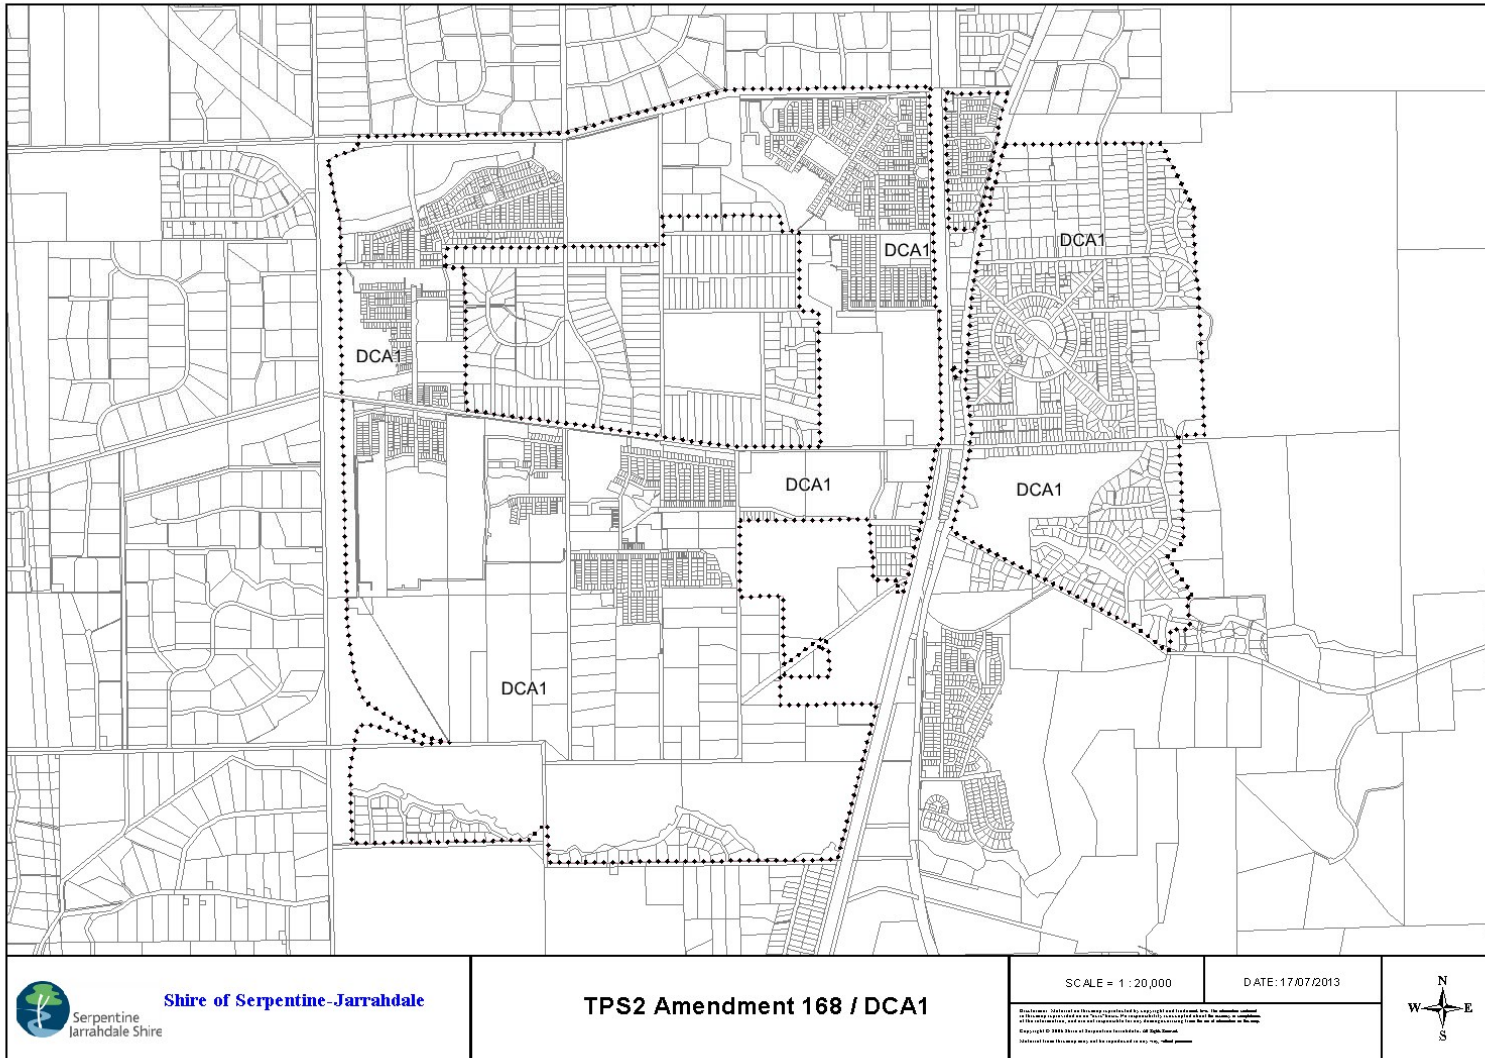 DCA1
DCA1
DCA1
DCA1
DCA1
DCA1
Serpentine
Jarrahdale Shire
Shire of Serpentine-Jarrahdale
TPS2 Amendment 168 / DCA1
SCALE = 1 : 20,000
DATE: 17/07/2013
N
W E
S